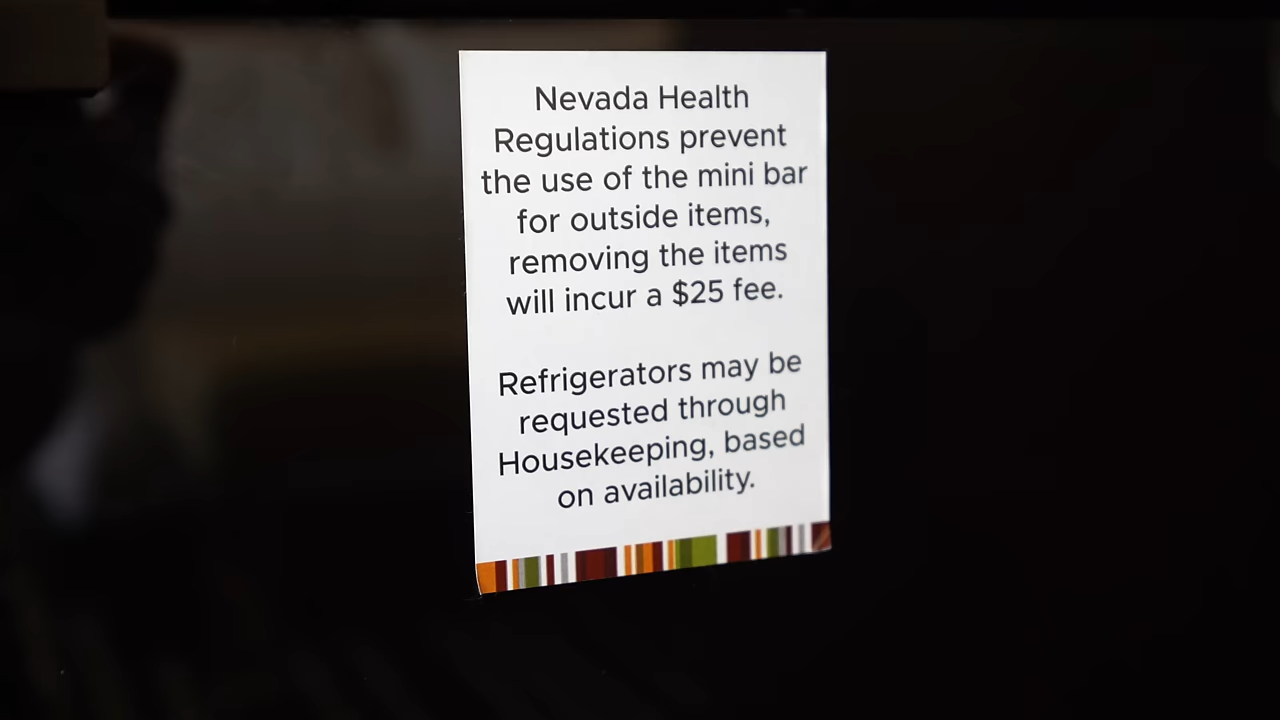 Nevada Health
Regulations prevent
the use of the mini bar
for outside items,
removing the items
will incur a $25 fee.
Refrigerators may be
requested through
Housekeeping, based
on availability.